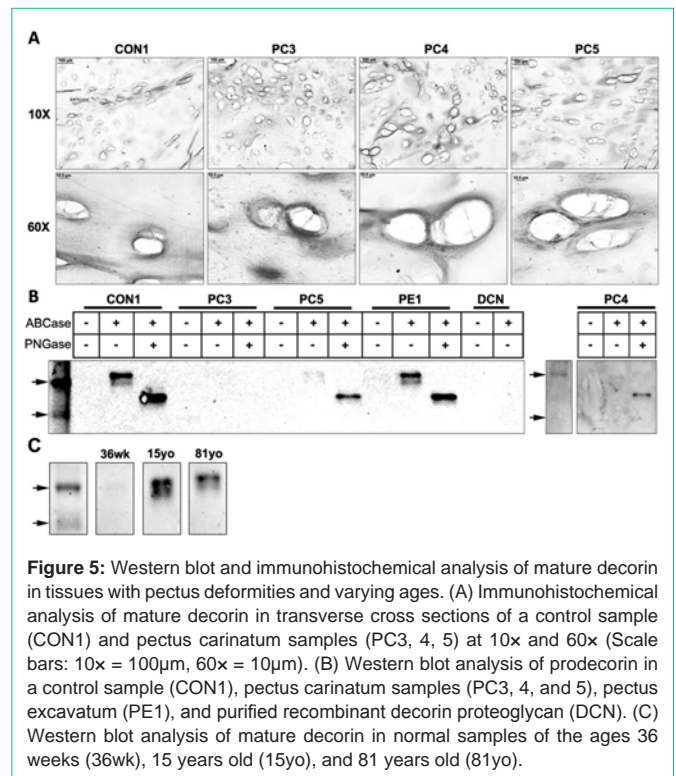 A
CON1 PC3 PC4 PC5
10X
60X
B
CON1 PC3 PC5 PE1 DCN PC4
ABCase - + + - + + - + + - + + - + - + +
PNGase - - + - - + - - + - - + - - - - +
C
36wk 15yo 81yo
Figure 5: Western blot and immunohistochemical analysis of mature decorin
in tissues with pectus deformities and varying ages. (A) Immunohistochemical
analysis of mature decorin in transverse cross sections of a control sample
(CON1) and pectus carinatum samples (PC3, 4, 5) at 10× and 60× (Scale
bars: 10× = 100μm, 60× = 10μm). (B) Western blot analysis of prodecorin in
a control sample (CON1), pectus carinatum samples (PC3, 4, and 5), pectus
excavatum (PE1), and purified recombinant decorin proteoglycan (DCN). (C)
Western blot analysis of mature decorin in normal samples of the ages 36
weeks (36wk), 15 years old (15yo), and 81 years old (81yo).